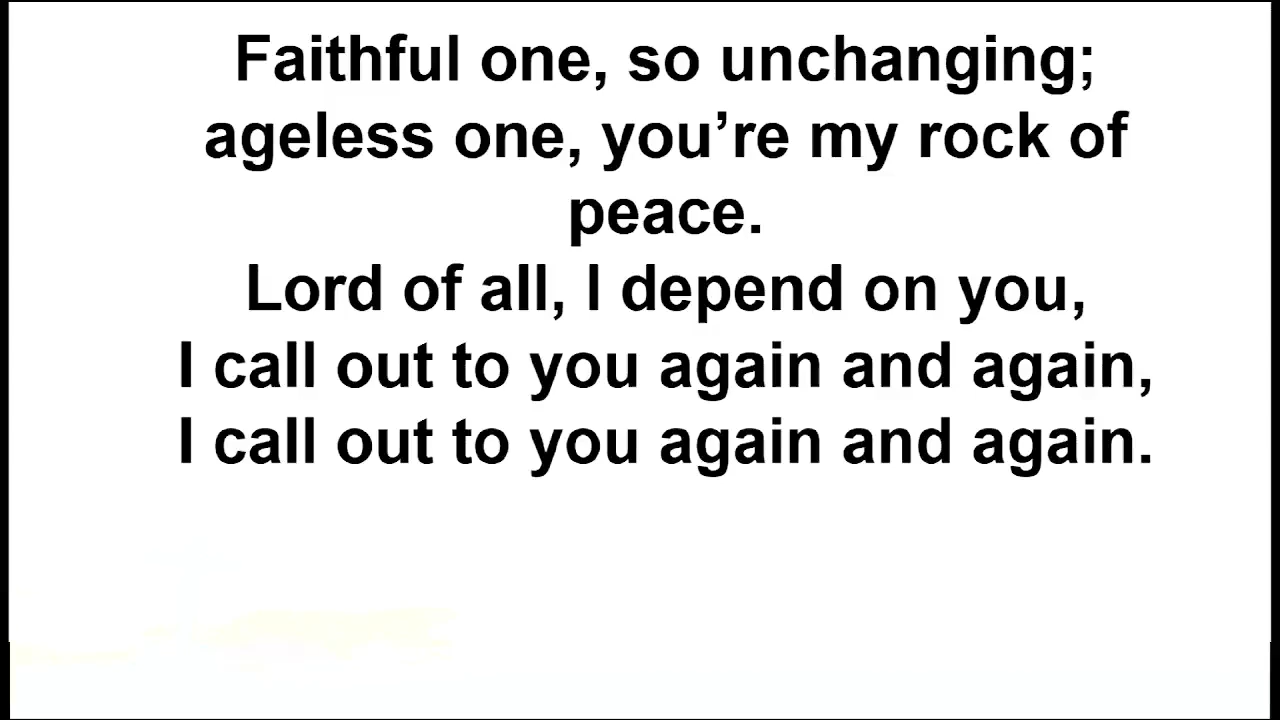 Faithful one, so unchanging;
ageless one, you’re my rock of
peace.
Lord of all, I depend on you,
I call out to you again and again,
I call out to you again and again.